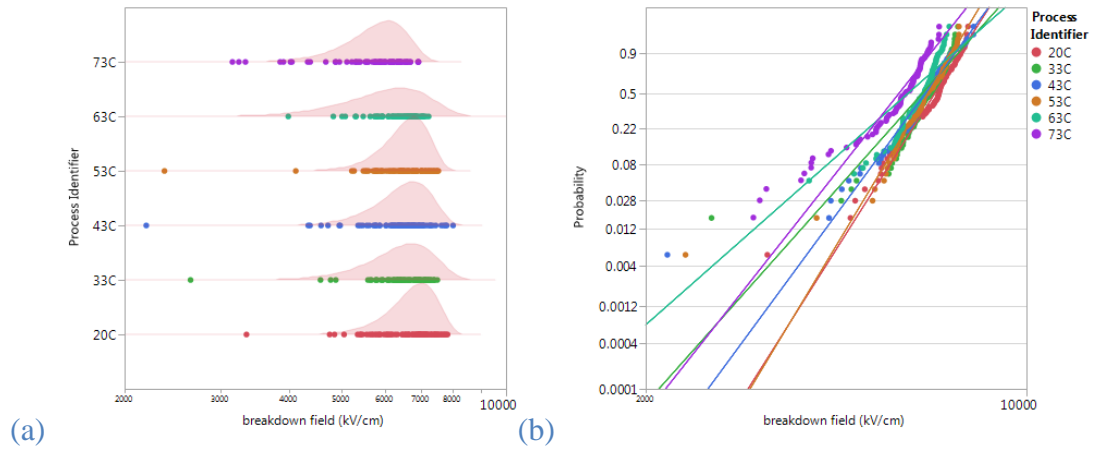 Process Identifier
73C
63C
53C
43C
33C
20C
2000 3000 4000 5000 6000 7000 8000 10000
breakdown field (kV/cm)
(a)
Probability
0.9
0.5
0.22
0.08
0.028
0.012
0.004
0.0012
0.0004
0.0001
2000 10000
breakdown field (kV/cm)
(b)
Process
Identifier
20C
33C
43C
53C
63C
73C